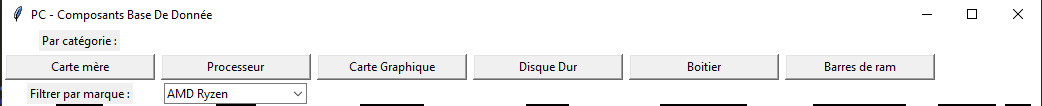 PC - Composants Base De Donnée
Par catégorie :
Carte mère Processeur Carte Graphique Disque Dur Boitier Barres de ram
Filtrer par marque : AMD Ryzen